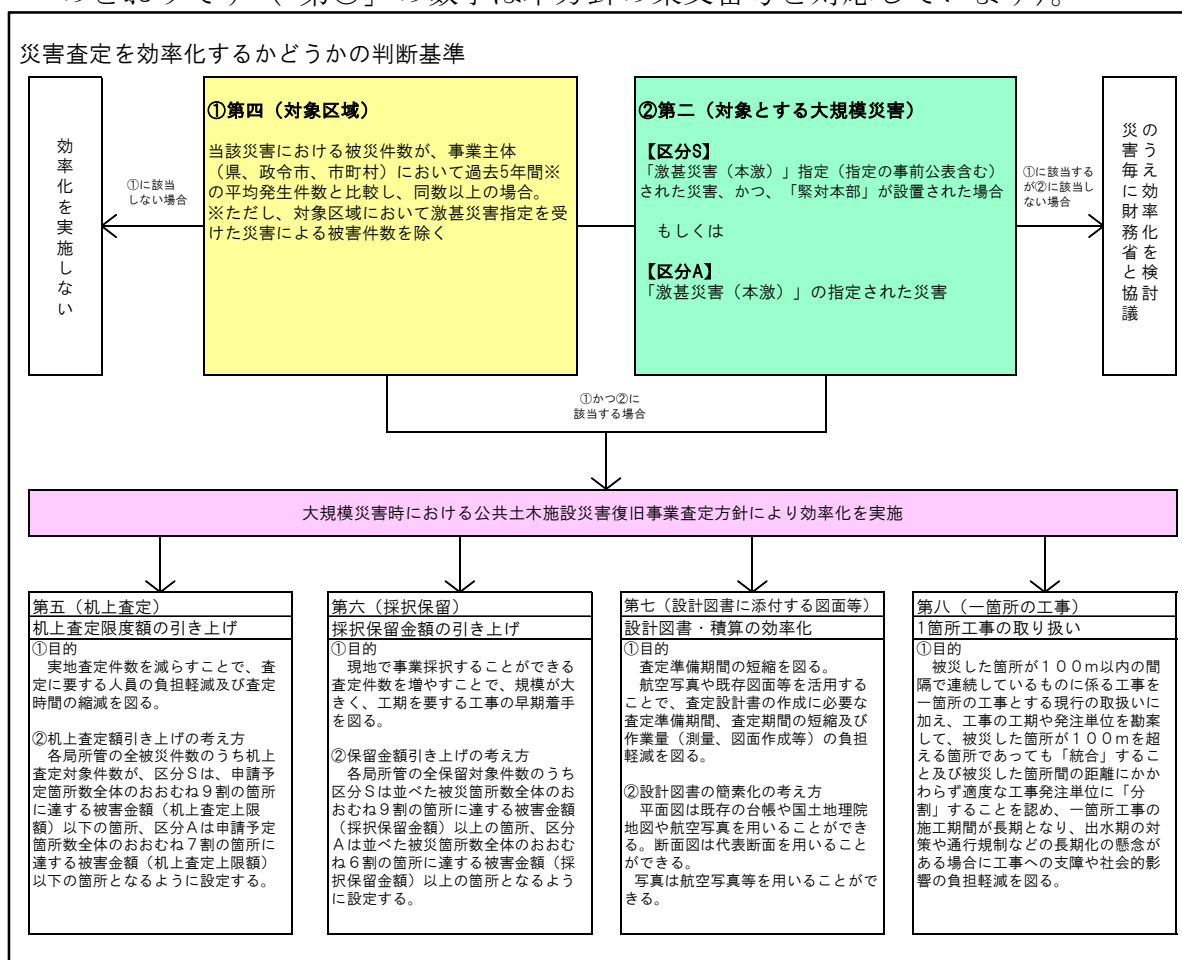 のとおりです（「第○」の数字は本方針の条文番号と対応しています）。
災害査定を効率化するかどうかの判断基準
効率化を実施しない
①に該当
しない場合
①第四（対象区域）
当該災害における被災件数が、事業主体
（県、政令市、市町村）において過去5年間※
の平均発生件数と比較し、同数以上の場合。
※ただし、対象区域において激甚災害指定を受
けた災害による被害件数を除く
②第二（対象とする大規模災害）
【区分S】
「激甚災害（本激）」指定（指定の事前公表含む）
された災害、かつ、「緊対本部」が設置された場合
もしくは
【区分A】
「激甚災害（本激）」の指定された災害
①に該当する
が②に該当し
ない場合
災害毎に財務省と協議
のうえ効率化を検討
①かつ②に
該当する場合
大規模災害時における公共土木施設災害復旧事業査定方針により効率化を実施
第五（机上査定）
机上査定限度額の引き上げ
①目的
実地査定件数を減らすことで、査
定に要する人員の負担軽減及び査定
時間の縮減を図る。
②机上査定額引き上げの考え方
各局所管の全被災件数のうち机上
査定対象件数が、区分Sは、申請予
定箇所数全体のおおむね９割の箇所
に達する被害金額（机上査定上限
額）以下の箇所、区分Aは申請予定
箇所数全体のおおむね７割の箇所に
達する被害金額（机上査定上限額）
以下の箇所となるように設定する。
第六（採択保留）
採択保留金額の引き上げ
①目的
現地で事業採択することができる
査定件数を増やすことで、規模が大
きく、工期を要する工事の早期着手
を図る。
②保留金額引き上げの考え方
各局所管の全保留対象件数のうち
区分Ｓは並べた被災箇所数全体のお
おむね９割の箇所に達する被害金額
（採択保留金額）以上の箇所、区分
Ａは並べた被災箇所数全体のおおむ
ね６割の箇所に達する被害金額（採
択保留金額）以上の箇所となるよう
に設定する。
第七（設計図書に添付する図面等）
設計図書・積算の効率化
①目的
査定準備期間の短縮を図る。
航空写真や既存図面等を活用する
ことで、査定設計書の作成に必要な
査定準備期間、査定期間の短縮及び
作業量（測量、図面作成等）の負担
軽減を図る。
②設計図書の簡素化の考え方
平面図は既存の台帳や国土地理院
地図や航空写真を用いることができ
る。断面図は代表断面を用いること
ができる。
写真は航空写真等を用いることがで
きる。
第八（一箇所の工事）
1箇所工事の取り扱い
①目的
被災した箇所が１００ｍ以内の間
隔で連続しているものに係る工事を
一箇所の工事とする現行の取扱いに
加え、工事の工期や発注単位を勘案
して、被災した箇所が１００ｍを超
える箇所であっても「統合」するこ
と及び被災した箇所間の距離にかか
わらず適度な工事発注単位に「分
割」することを認め、一箇所工事の
施工期間が長期となり、出水期の対
策や通行規制などの長期化の懸念が
ある場合に工事への支障や社会的影
響の負担軽減を図る。